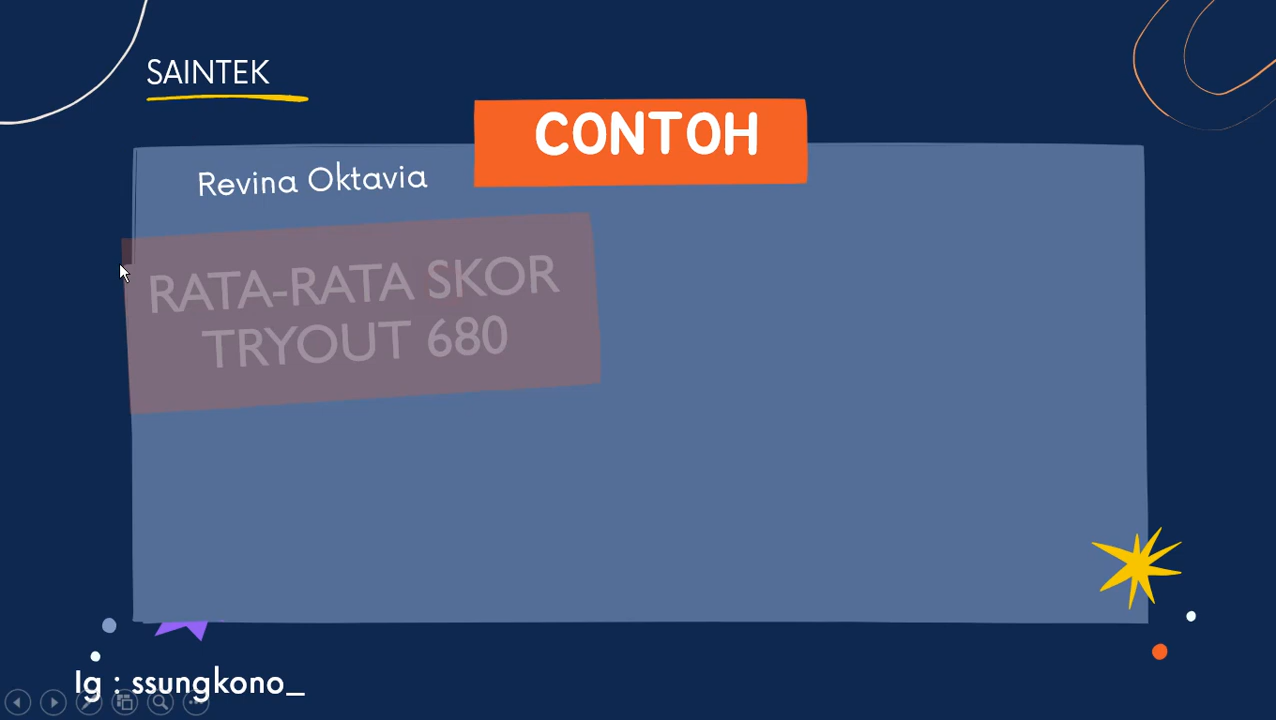 SAINTEK
CONTOH
Revina Oktavia
RATA-RATA SKOR
TRYOUT 680
Ig : ssungkono_